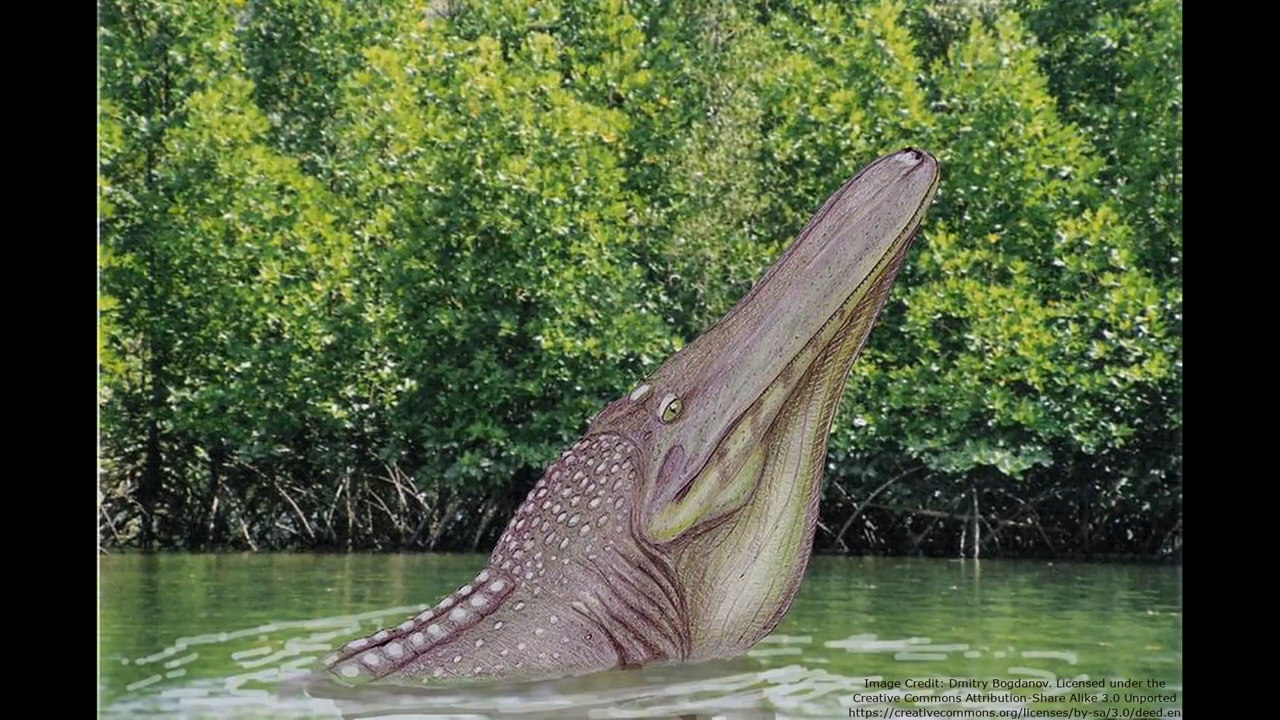 Image Credit: Dmitry Bogdanov. Licensed under the
Creative Commons Attribution-Share Alike 3.0 Unported
https://creativecommons.org/licenses/by-sa/3.0/deed.en